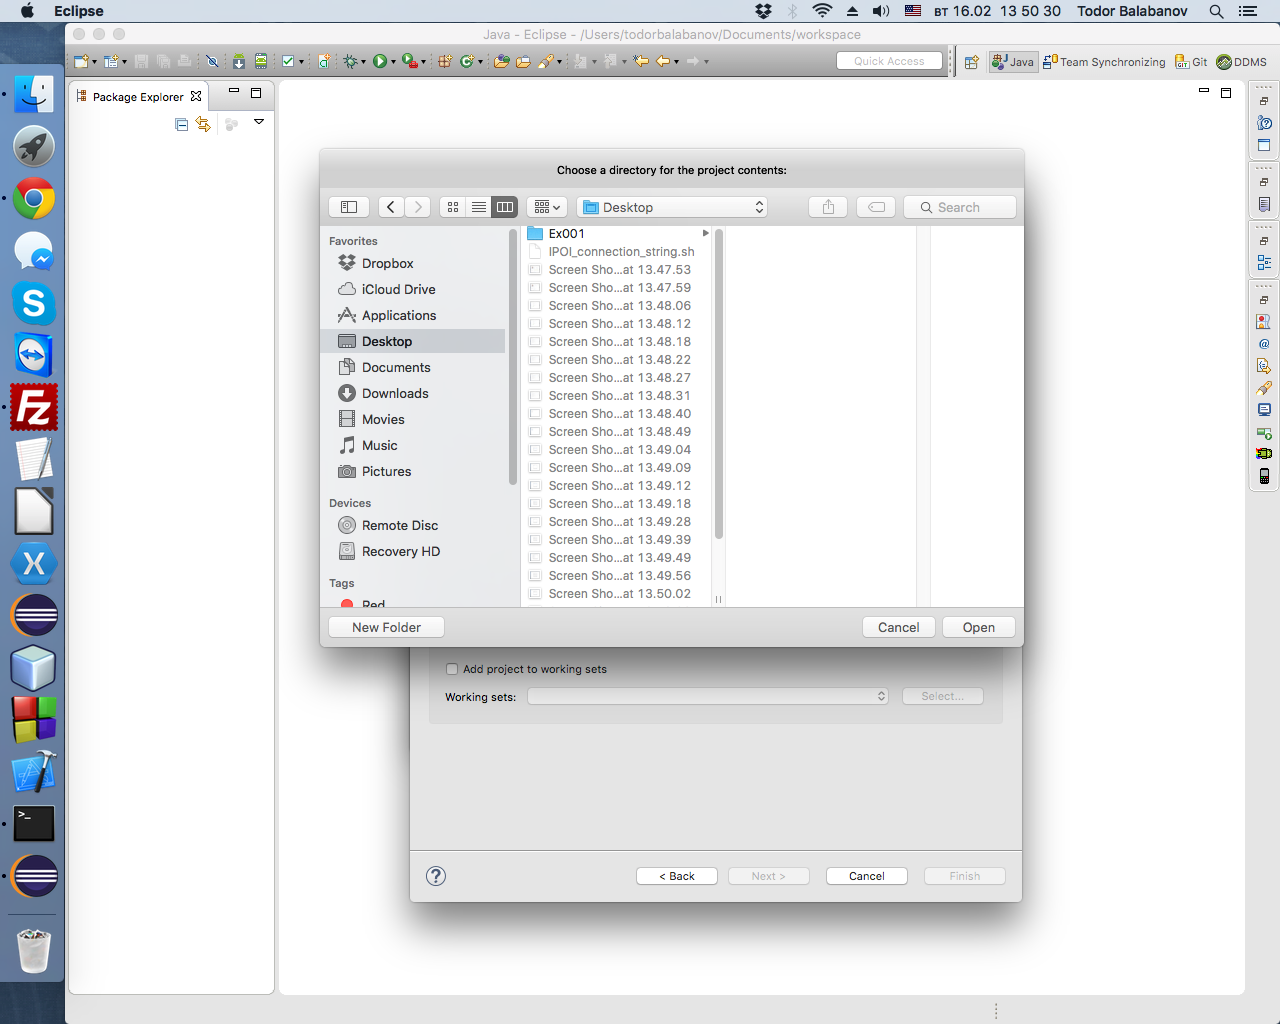 Eclipse
вт 16.02 13 50 30 Todor Balabanov
Java - Eclipse - /Users/todorbalabanov/Documents/workspace
Quick Access
Java
Team Synchronizing
Git
DDMS
Package Explorer
Choose a directory for the project contents:
Desktop
Search
Favorites
Dropbox
iCloud Drive
Applications
Desktop
Documents
Downloads
Movies
Music
Pictures
Devices
Remote Disc
Recovery HD
Tags
Red
Ex001
IPOI_connection_string.sh
Screen Sho...at 13.47.53
Screen Sho...at 13.47.59
Screen Sho...at 13.48.06
Screen Sho...at 13.48.12
Screen Sho...at 13.48.18
Screen Sho...at 13.48.22
Screen Sho...at 13.48.27
Screen Sho...at 13.48.31
Screen Sho...at 13.48.40
Screen Sho...at 13.48.49
Screen Sho...at 13.49.04
Screen Sho...at 13.49.09
Screen Sho...at 13.49.12
Screen Sho...at 13.49.18
Screen Sho...at 13.49.28
Screen Sho...at 13.49.39
Screen Sho...at 13.49.49
Screen Sho...at 13.49.56
Screen Sho...at 13.50.02
New Folder
Cancel
Open
Add project to working sets
Working sets:
Select...
< Back
Next >
Cancel
Finish